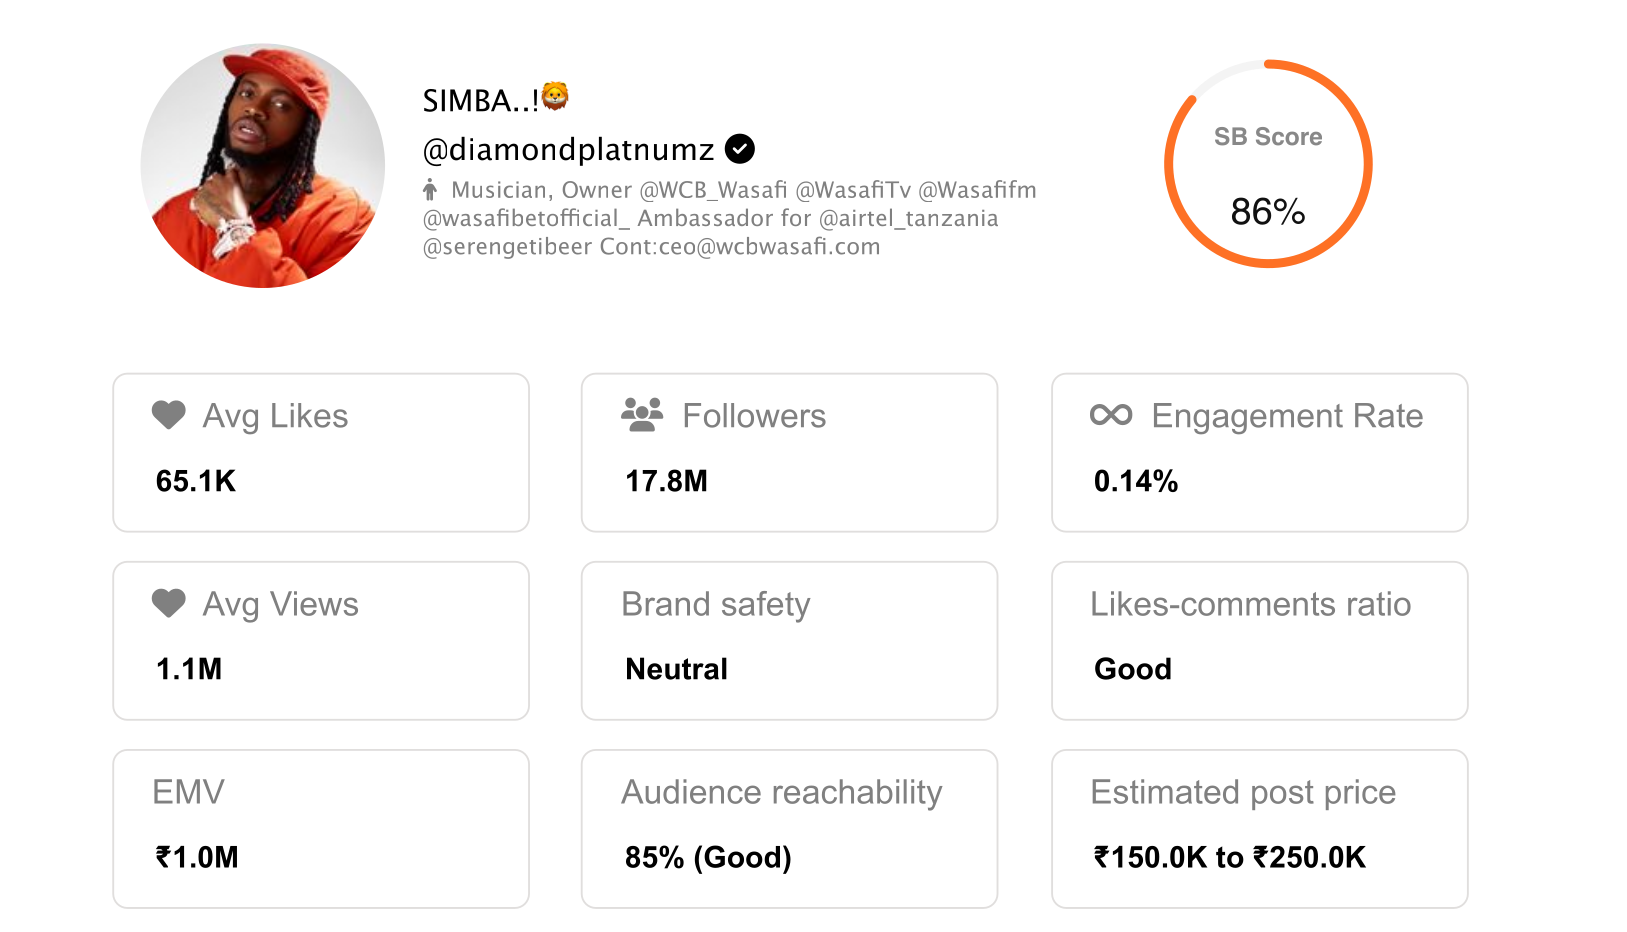 SIMBA..!🦁
@diamondplatnumz
Musician, Owner @WCB_Wasafi @WasafiTv @Wasafifm
@wasafibetofficial_ Ambassador for @airtel_tanzania
@serengetibeer Cont:ceo@wcbwasafi.com
SB Score
86%
Avg Likes
65.1K
Followers
17.8M
Engagement Rate
0.14%
Avg Views
1.1M
Brand safety
Neutral
Likes-comments ratio
Good
EMV
₹1.0M
Audience reachability
85% (Good)
Estimated post price
₹150.0K to ₹250.0K